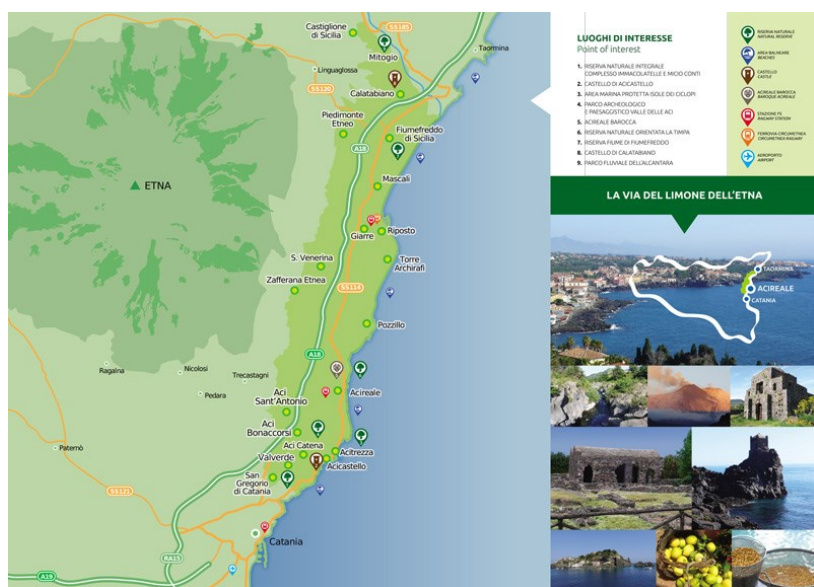 Castiglione
di Sicilia
SS185
Mitogio
Taormina
Linguaglossa
SS120
Calatabiano
Piedimonte
Etneo
Fiumefreddo
di Sicilia
A18
Mascali
ETNA
Giarre
Riposto
S. Venerina
Torre
Archirafi
Zafferana Etnea
SS114
Pozzillo
A18
Ragalna
Nicolosi
Trecastagni
Pedara
Acireale
Aci
Sant'Antonio
Aci
Bonaccorsi
Aci Catena
Acitrezza
Valverde
Acicastello
Paternò
San
Gregorio
di Catania
SS121
Catania
RA15
A19
LUOGHI DI INTERESSE
Point of interest
1. RISERVA NATURALE INTEGRALE
COMPLESSO IMMACOLATELLE E MICIO CONTI
2. CASTELLO DI ACICASTELLO
3. AREA MARINA PROTETTA ISOLE DEI CICLOPI
4. PARCO ARCHEOLOGICO
E PAESAGGISTICO VALLE DELLE ACI
5. ACIREALE BAROCCA
6. RISERVA NATURALE ORIENTATA LA TIMPA
7. RISERVA FIUME DI FIUMEFREDDO
8. CASTELLO DI CALATABIANO
9. PARCO FLUVIALE DELL'ALCANTARA
RISERVA NATURALE
NATURAL RESERVE
AREA BALNEARE
BEACHES
CASTELLO
CASTLE
ACIREALE BAROCCA
BAROQUE ACIREALE
STAZIONE FS
RAILWAY STATION
FERROVIA CIRCUMETNEA
CIRCUMETNEA RAILWAY
AEROPORTO
AIRPORT
LA VIA DEL LIMONE DELL'ETNA
TAORMINA
ACIREALE
CATANIA